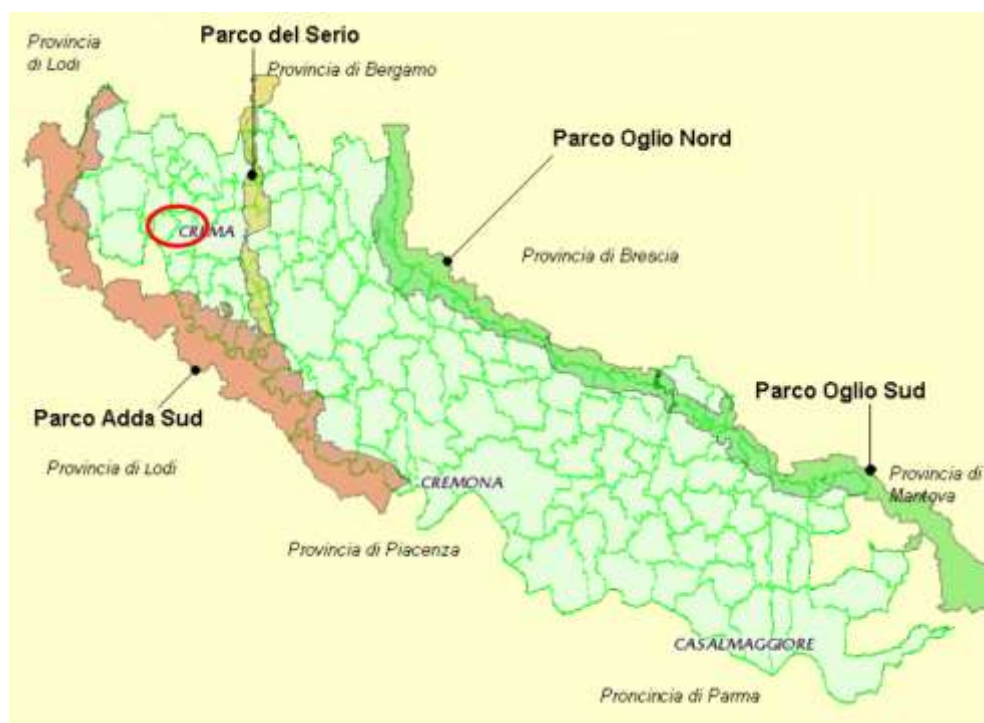 Parco del Serio
Provincia
di Lodi
Provincia di Bergamo
Parco Oglio Nord
CREMA
Provincia di Brescia
Parco Oglio Sud
Parco Adda Sud
Provincia di Lodi
Provincia di
Mantova
CREMONA
Provincia di Piacenza
CASALMAGGIORE
Proncincia di Parma